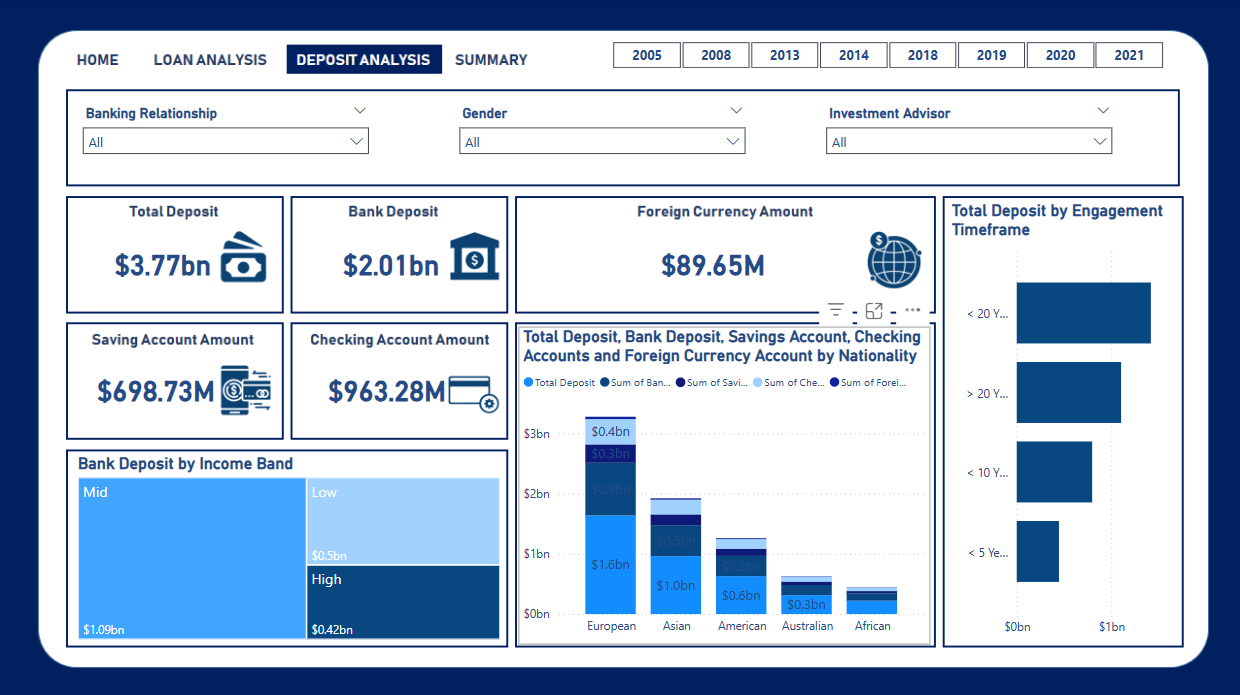 HOME LOAN ANALYSIS DEPOSIT ANALYSIS SUMMARY 2005 2008 2013 2014 2018 2019 2020 2021
Banking Relationship Gender Investment Advisor
All All All
Total Deposit
$3.77bn
Bank Deposit
$2.01bn
Foreign Currency Amount
$89.65M
Saving Account Amount
$698.73M
Checking Account Amount
$963.28M
Bank Deposit by Income Band
Mid
$1.09bn
Low
$0.5bn
High
$0.42bn
Total Deposit, Bank Deposit, Savings Account, Checking
Accounts and Foreign Currency Account by Nationality
Total Deposit Sum of Ban... Sum of Savi... Sum of Che... Sum of Forei...
$3bn
$2bn
$1bn
$0bn
$0.4bn
$0.3bn
$0.9bn
$1.6bn
$0.5bn
$1.0bn
$0.3bn
$0.6bn
$0.3bn
European Asian American Australian African
Total Deposit by Engagement
Timeframe
< 20 Y...
> 20 Y...
< 10 Y...
< 5 Ye...
$0bn $1bn